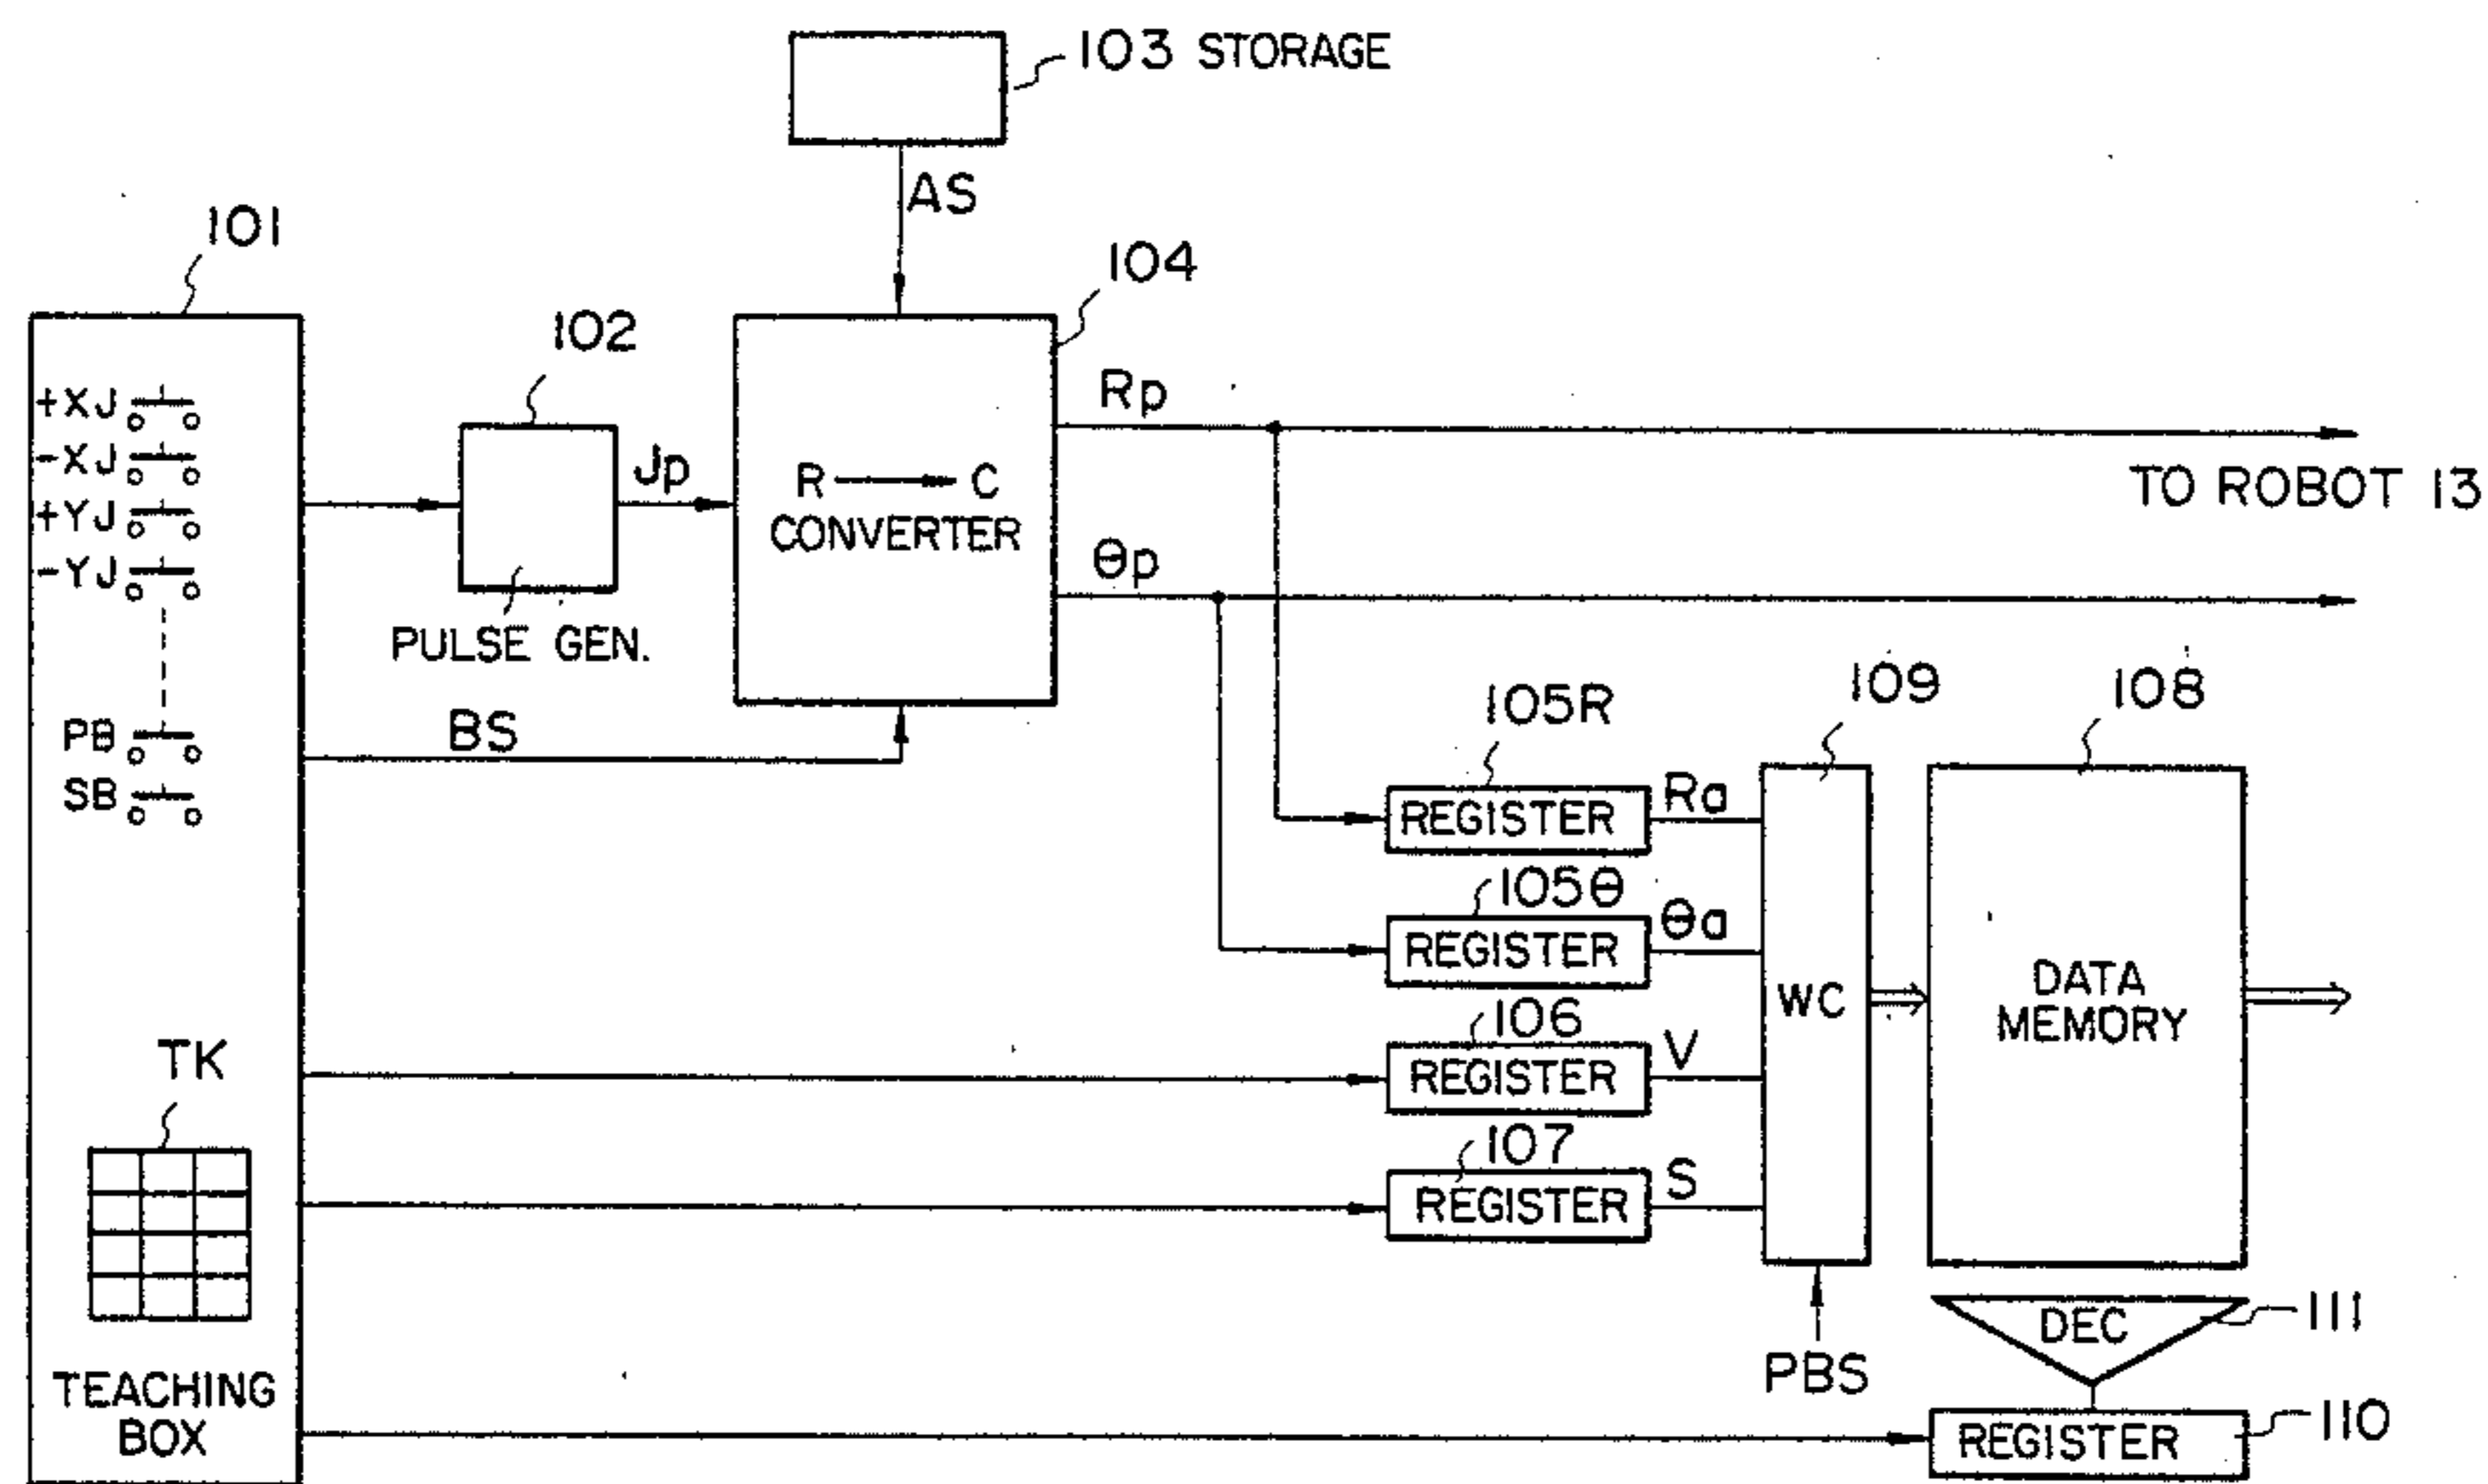 103 STORAGE
AS
101
104
102
+XJ
-XJ
+YJ
-YJ
Jp
R → C
CONVERTER
Rp
TO ROBOT 13
θp
PULSE GEN.
BS
PB
SB
105R
109
108
REGISTER
Ra
105θ
REGISTER
θa
WC
DATA
MEMORY
106
REGISTER
V
TK
107
REGISTER
S
DEC
111
PBS
TEACHING
BOX
REGISTER
110